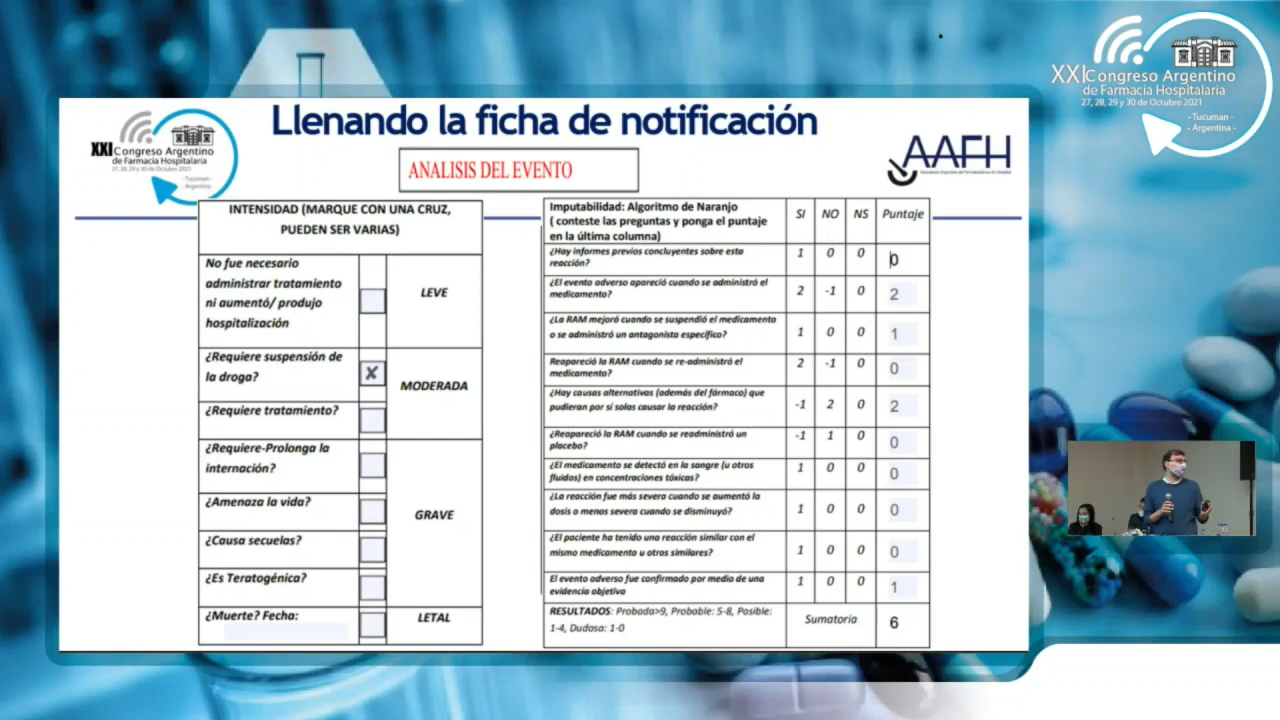 XXI Congreso Argentino
de Farmacia Hospitalaria
27, 28, 29 y 30 de Octubre 2021
- Tucuman -
- Argentina -
Llenando la ficha de notificación
XXI Congreso Argentino
de Farmacia Hospitalaria
27, 28, 29 y 30 de Octubre 2021
- Tucuman -
Argentina
ANALISIS DEL EVENTO
AAFH
INTENSIDAD (MARQUE CON UNA CRUZ,
PUEDEN SER VARIAS)
No fue necesario
administrar tratamiento
ni aumentó/ produjo
hospitalización
LEVE
¿Requiere suspensión de
la droga?
✘
MODERADA
¿Requiere tratamiento?
¿Requiere-Prolonga la
internación?
¿Amenaza la vida?
GRAVE
¿Causa secuelas?
¿Es Teratogénica?
¿Muerte? Fecha:
LETAL
Imputabilidad: Algoritmo de Naranjo
( conteste las preguntas y ponga el puntaje
en la última columna)
SI NO NS Puntaje
¿Hay informes previos concluyentes sobre esta
reacción?
1 0 0 0
¿El evento adverso apareció cuando se administró el
medicamento?
2 -1 0 2
¿La RAM mejoró cuando se suspendió el medicamento
o se administró un antagonista específico?
1 0 0 1
Reapareció la RAM cuando se re-administró el
medicamento?
2 -1 0 0
¿Hay causas alternativas (además del fármaco) que
pudieran por sí solas causar la reacción?
-1 2 0 2
¿Reapareció la RAM cuando se readministró un
placebo?
-1 1 0 0
¿El medicamento se detectó en la sangre (u otros
fluidos) en concentraciones tóxicas?
1 0 0 0
¿La reacción fue más severa cuando se aumentó la
dosis o menos severa cuando se disminuyó?
1 0 0 0
¿El paciente ha tenido una reacción similar con el
mismo medicamento u otros similares?
1 0 0 0
El evento adverso fue confirmado por medio de una
evidencia objetiva
1 0 0 1
RESULTADOS: Probada>9, Probable: 5-8, Posible:
1-4, Dudosa: 1-0
Sumatoria 6